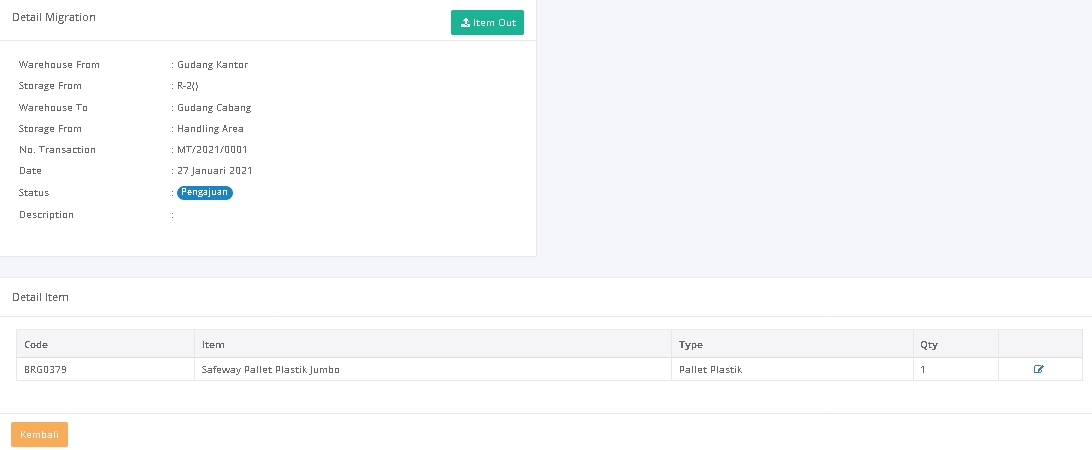 Detail Migration
Item Out
Warehouse From : Gudang Kantor
Storage From : R-2()
Warehouse To : Gudang Cabang
Storage From : Handling Area
No. Transaction : MT/2021/0001
Date : 27 Januari 2021
Status : Pengajuan
Description :
Detail Item
Code Item Type Qty
BRG0379 Safeway Pallet Plastik Jumbo Pallet Plastik 1
Kembali